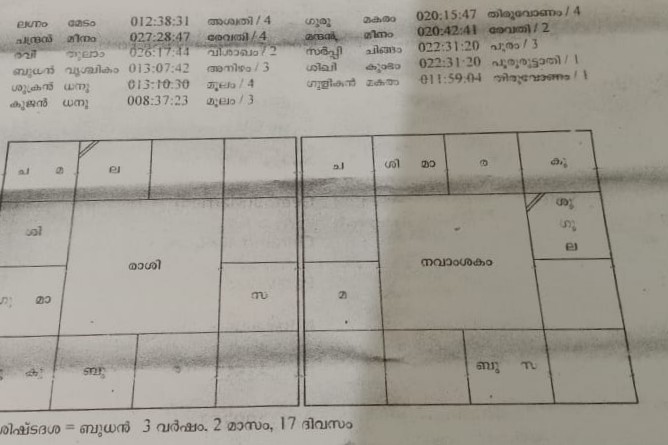 ലഗ്നം മേടം 012:38:31 അശ്വതി / 4 ഗുരു മകരം 020:15:47 തിരുവോണം / 4
ചന്ദ്രൻ മീനം 027:28:47 രേവതി / 4 മന്ദൻ മീനം 020:42:41 രേവതി / 2
രവി തുലാം 026:17:44 വിശാഖം / 2 സർപ്പി ചിങ്ങം 022:31:20 പൂരം / 3
ബുധൻ വൃശ്ചികം 013:07:42 അനിഴം / 3 ശിഖി കുംഭം 022:31:20 പൂരുരുട്ടാതി / 1
ശുക്രൻ ധനു 013:10:30 മൂലം / 4 ഗുളികൻ മകരം 011:59:04 തിരുവോണം / 1
കുജൻ ധനു 008:37:23 മൂലം / 3
ച മ ല ച ശി മാ ര കു
ശി ശു ഗു ല
രാശി നവാംശകം
ഗു മാ സ മ
കു ബു ബു സ
ശിഷ്ടദശ = ബുധൻ 3 വർഷം. 2 മാസം, 17 ദിവസം